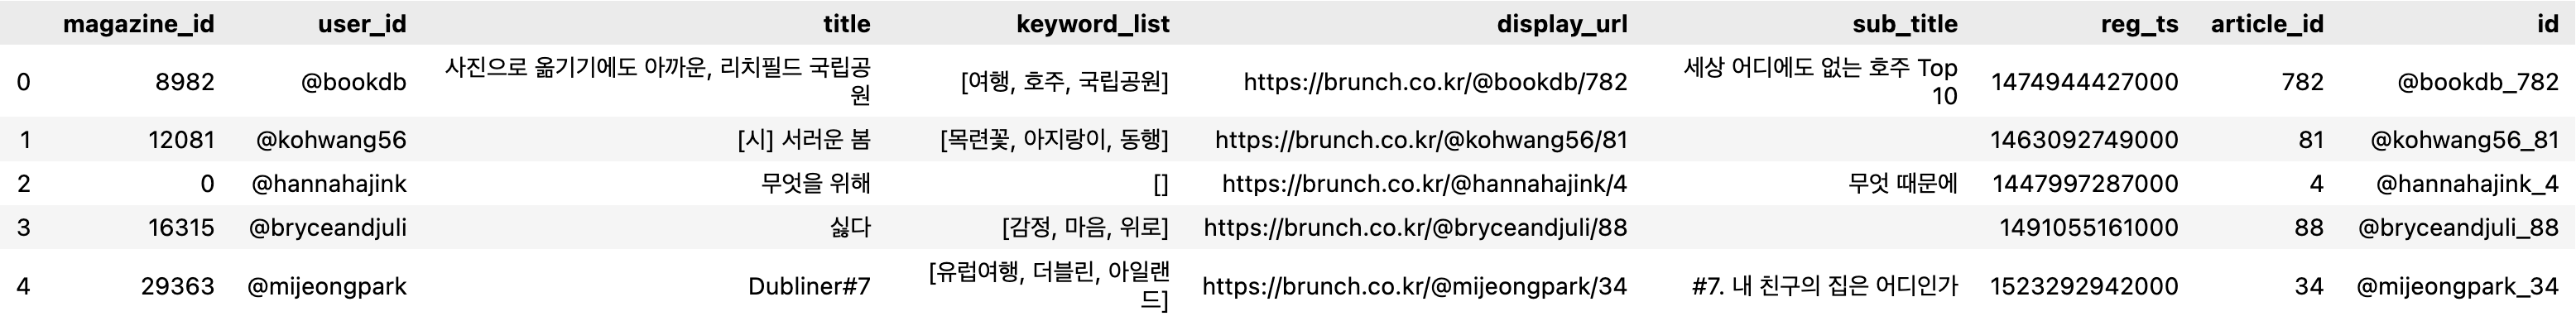 magazine_id user_id title keyword_list display_url sub_title reg_ts article_id id
0 8982 @bookdb 사진으로 옮기기에도 아까운, 리치필드 국립공원 [여행, 호주, 국립공원] https://brunch.co.kr/@bookdb/782 세상 어디에도 없는 호주 Top 10 1474944427000 782 @bookdb_782
1 12081 @kohwang56 [시] 서러운 봄 [목련꽃, 아지랑이, 동행] https://brunch.co.kr/@kohwang56/81 1463092749000 81 @kohwang56_81
2 0 @hannahajink 무엇을 위해 [] https://brunch.co.kr/@hannahajink/4 무엇 때문에 1447997287000 4 @hannahajink_4
3 16315 @bryceandjuli 싫다 [감정, 마음, 위로] https://brunch.co.kr/@bryceandjuli/88 1491055161000 88 @bryceandjuli_88
4 29363 @mijeongpark Dubliner#7 [유럽여행, 더블린, 아일랜드] https://brunch.co.kr/@mijeongpark/34 #7. 내 친구의 집은 어디인가 1523292942000 34 @mijeongpark_34